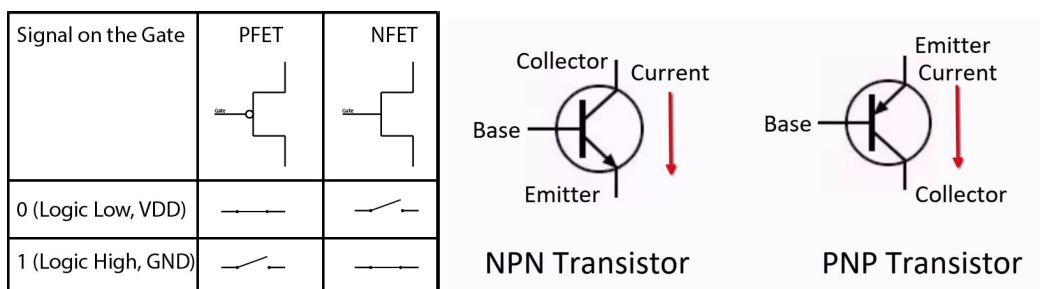 Signal on the Gate
PFET
NFET
Gate
Gate
0 (Logic Low, VDD)
1 (Logic High, GND)
Collector
Current
Base
Emitter
NPN Transistor
Emitter
Current
Base
Collector
PNP Transistor